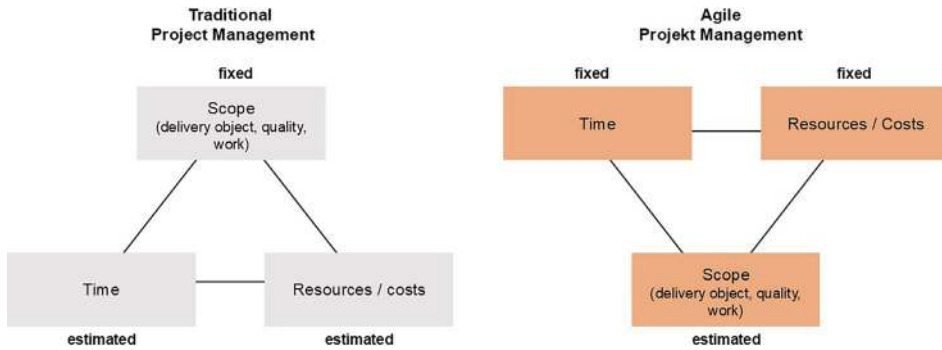 Traditional
Project Management
fixed
Scope
(delivery object, quality,
work)
Time
Resources / costs
estimated
estimated
Agile
Projekt Management
fixed
fixed
Time
Resources / Costs
Scope
(delivery object, quality,
work)
estimated